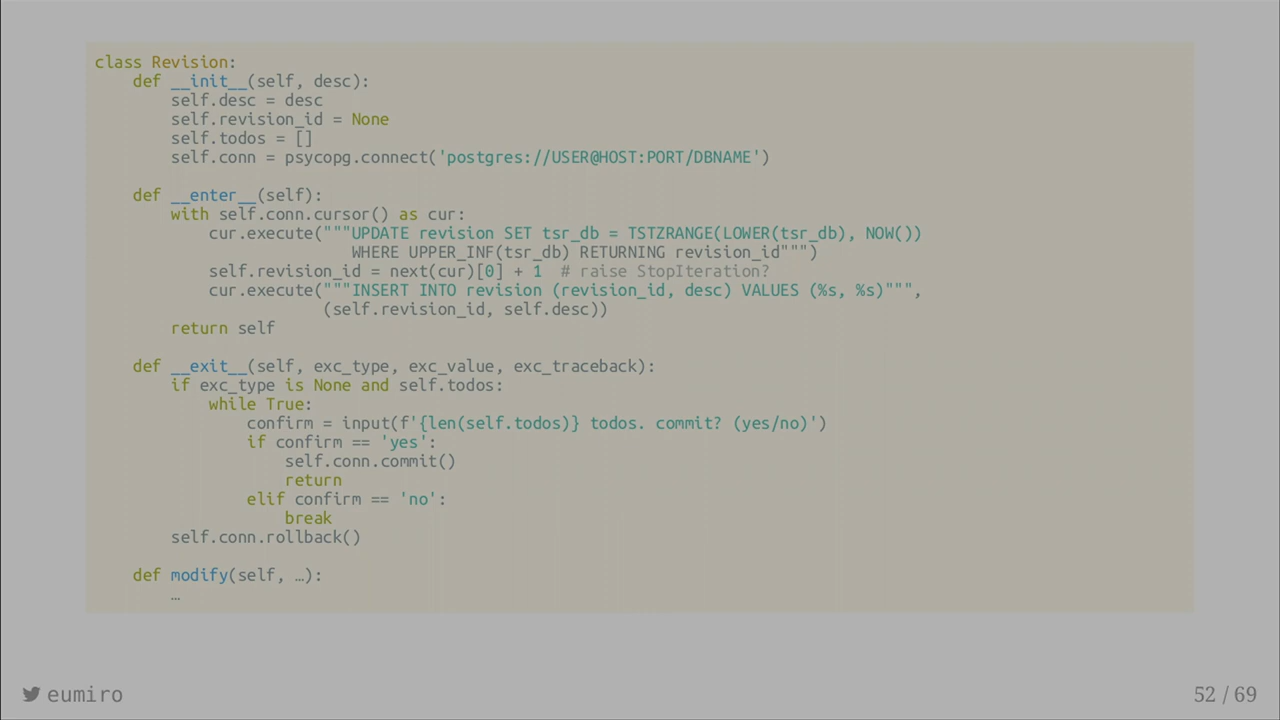 class Revision:
    def __init__(self, desc):
        self.desc = desc
        self.revision_id = None
        self.todos = []
        self.conn = psycopg.connect('postgres://USER@HOST:PORT/DBNAME')
    def __enter__(self):
        with self.conn.cursor() as cur:
            cur.execute("""UPDATE revision SET tsr_db = TSTZRANGE(LOWER(tsr_db), NOW())
                           WHERE UPPER_INF(tsr_db) RETURNING revision_id""")
            self.revision_id = next(cur)[0] + 1  # raise StopIteration?
            cur.execute("""INSERT INTO revision (revision_id, desc) VALUES (%s, %s)""",
                        (self.revision_id, self.desc))
        return self
    def __exit__(self, exc_type, exc_value, exc_traceback):
        if exc_type is None and self.todos:
            while True:
                confirm = input(f'{len(self.todos)} todos. commit? (yes/no)')
                if confirm == 'yes':
                    self.conn.commit()
                    return
                elif confirm == 'no':
                    break
        self.conn.rollback()
    def modify(self, …):
        …
eumiro
52 / 69